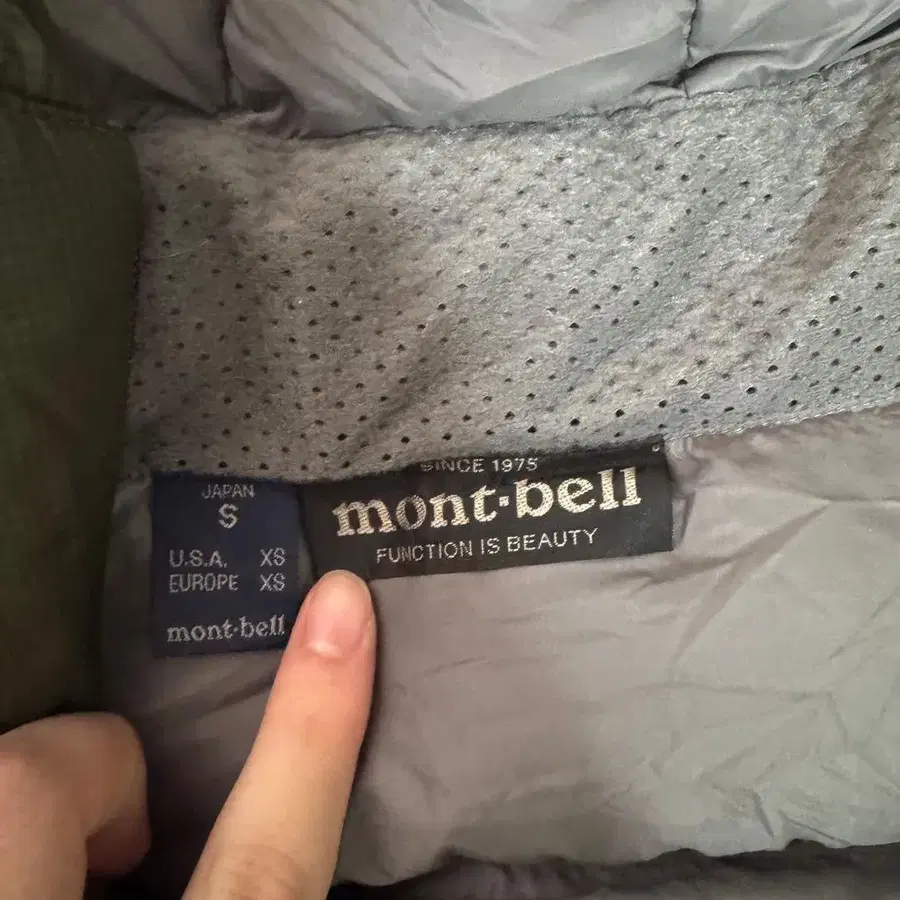 JAPAN
S
U.S.A. XS
EUROPE XS
mont-bell
SINCE 1975
mont-bell
FUNCTION IS BEAUTY